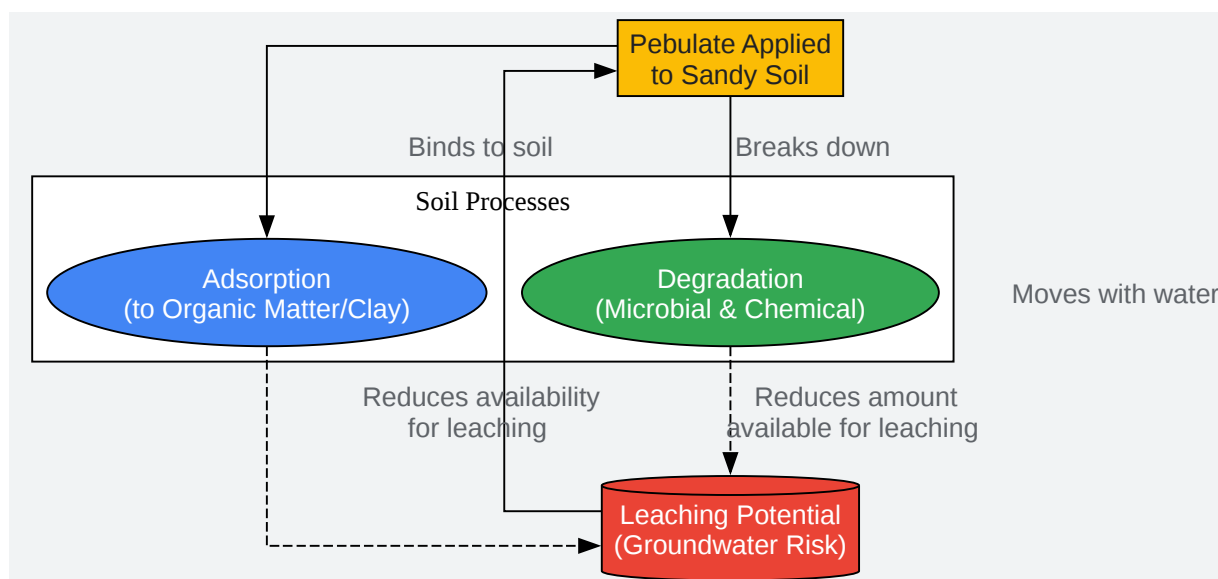 Pebulate Applied
to Sandy Soil
Binds to soil
Breaks down
Soil Processes
Adsorption
(to Organic Matter/Clay)
Degradation
(Microbial & Chemical)
Moves with water
Reduces availability
for leaching
Reduces amount
available for leaching
Leaching Potential
(Groundwater Risk)